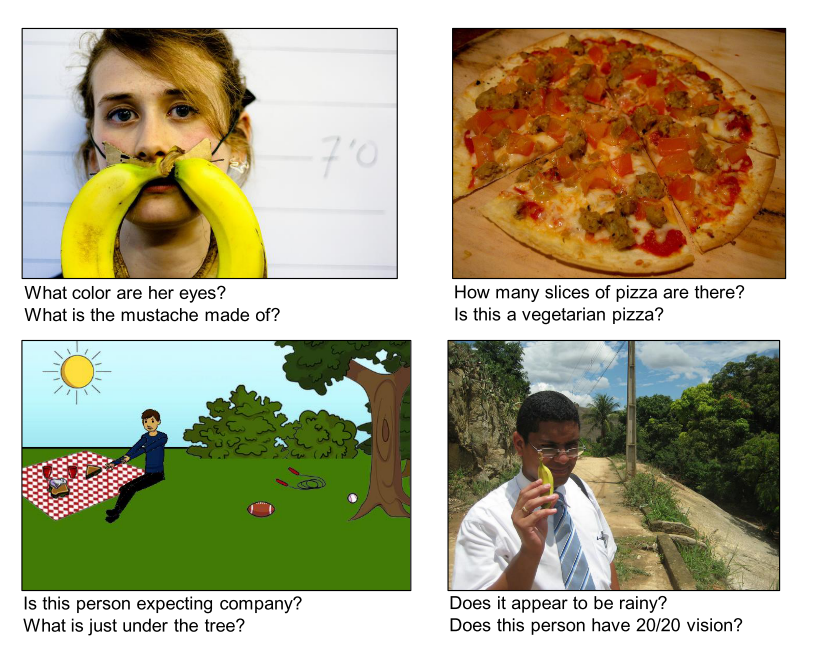 7'0
What color are her eyes?
What is the mustache made of?
How many slices of pizza are there?
Is this a vegetarian pizza?
Is this person expecting company?
What is just under the tree?
Does it appear to be rainy?
Does this person have 20/20 vision?